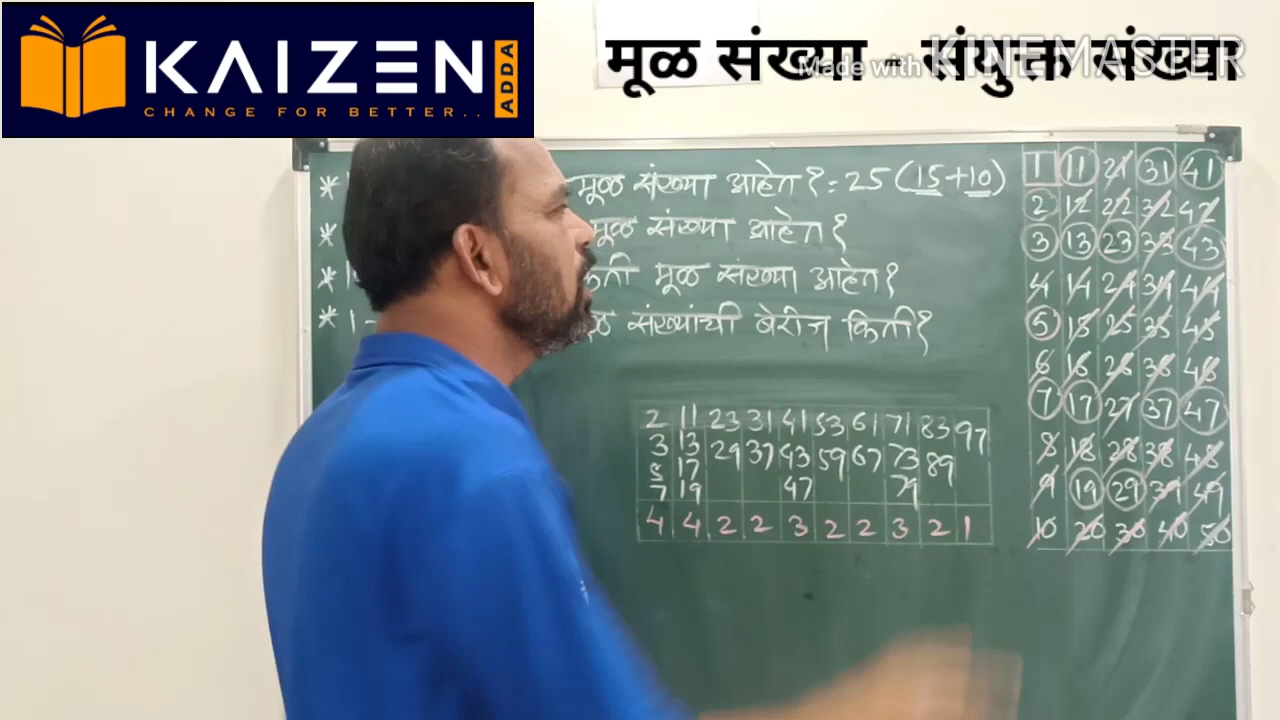 KAIZEN ADDA
CHANGE FOR BETTER..
मूळ संख्या - संयुक्त संख्या
Made with KINEMASTER
* मूळ संख्या आहेत? = 25 (15+10)
* मूळ संख्या आहेत?
मूळ संख्या आहेत?
* 1- संख्यांची बेरीज किती?
2 11 23 31 41 53 61 71 83 97
3 13 29 37 43 59 67 73 89
5 17 47 79
7 19
4 4 2 2 3 2 2 3 2 1
1 11 21 31 41
2 12 22 32 42
3 13 23 33 43
4 14 24 34 44
5 15 25 35 45
6 16 26 36 46
7 17 27 37 47
8 18 28 38 48
9 19 29 39 49
10 20 30 40 50